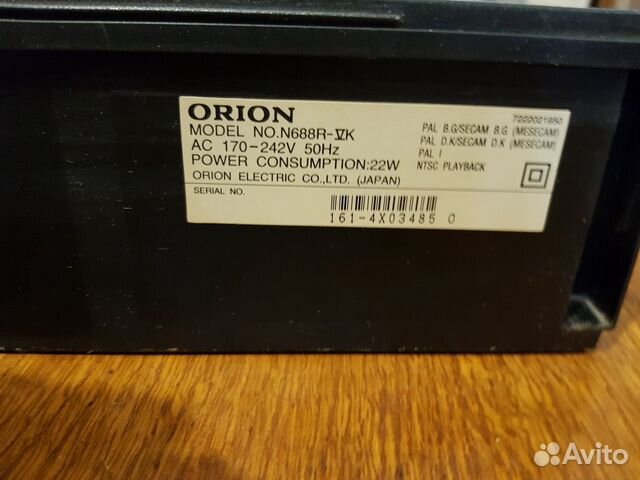 ORION
MODEL NO.N688R-VK
AC 170-242V 50Hz
POWER CONSUMPTION:22W
ORION ELECTRIC CO.,LTD. (JAPAN)
SERIAL NO.
7222021950
PAL B.G/SECAM B.G (MESECAM)
PAL D.K/SECAM D.K (MESECAM)
PAL I
NTSC PLAYBACK
161-4X03485 0
Avito